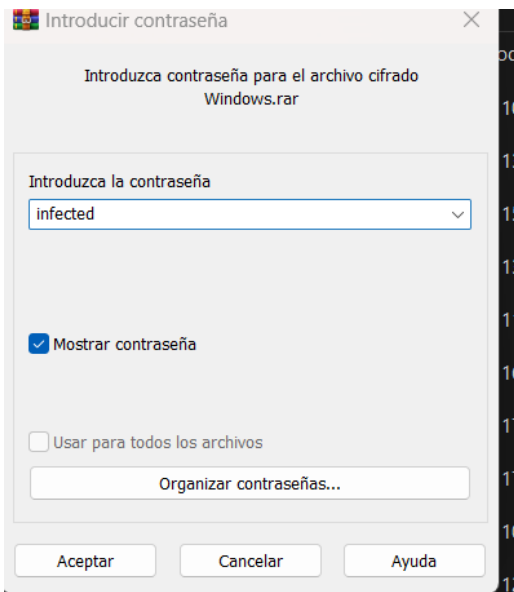 Introducir contraseña
Introduzca contraseña para el archivo cifrado
Windows.rar
Introduzca la contraseña
infected
Mostrar contraseña
Usar para todos los archivos
Organizar contraseñas...
Aceptar
Cancelar
Ayuda